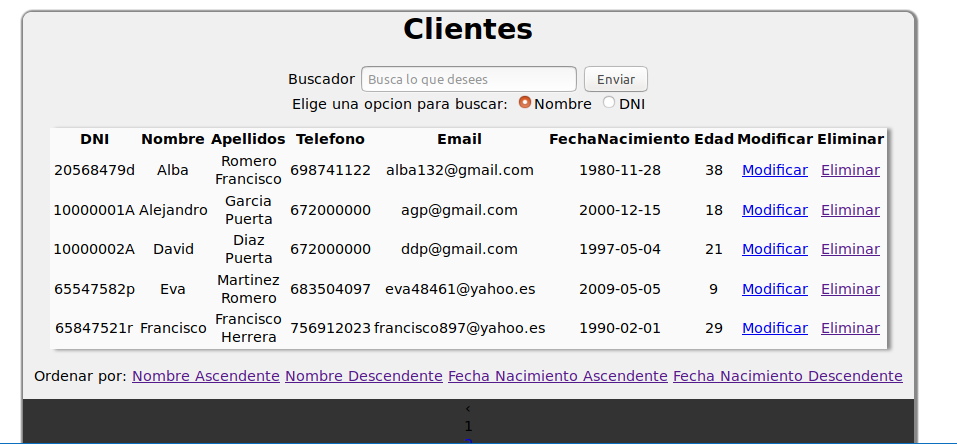 Clientes
Buscador Busca lo que desees Enviar
Elige una opcion para buscar: Nombre DNI
DNI Nombre Apellidos Telefono Email FechaNacimiento Edad Modificar Eliminar
20568479d Alba Romero Francisco 698741122 alba132@gmail.com 1980-11-28 38 Modificar Eliminar
10000001A Alejandro Garcia Puerta 672000000 agp@gmail.com 2000-12-15 18 Modificar Eliminar
10000002A David Diaz Puerta 672000000 ddp@gmail.com 1997-05-04 21 Modificar Eliminar
65547582p Eva Martinez Romero 683504097 eva48461@yahoo.es 2009-05-05 9 Modificar Eliminar
65847521r Francisco Francisco Herrera 756912023 francisco897@yahoo.es 1990-02-01 29 Modificar Eliminar
Ordenar por: Nombre Ascendente Nombre Descendente Fecha Nacimiento Ascendente Fecha Nacimiento Descendente
‹
1